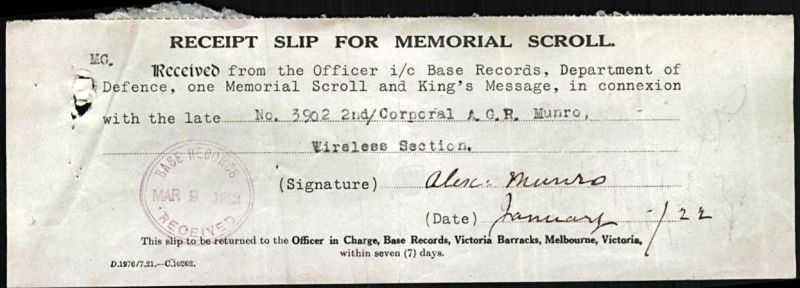 RECEIPT SLIP FOR MEMORIAL SCROLL.
MG.
Received from the Officer i/c Base Records, Department of
Defence, one Memorial Scroll and King's Message, in connexion
with the late No. 3902 2nd/Corporal A.G.R. Munro,
Wireless Section.
BASE RECORDS
MAR 9
RECEIVED
(Signature) Alex: Munro
(Date) January /22
This slip to be returned to the Officer in Charge, Base Records, Victoria Barracks, Melbourne, Victoria,
within seven (7) days.
D.1976/7.21.—C.10262.